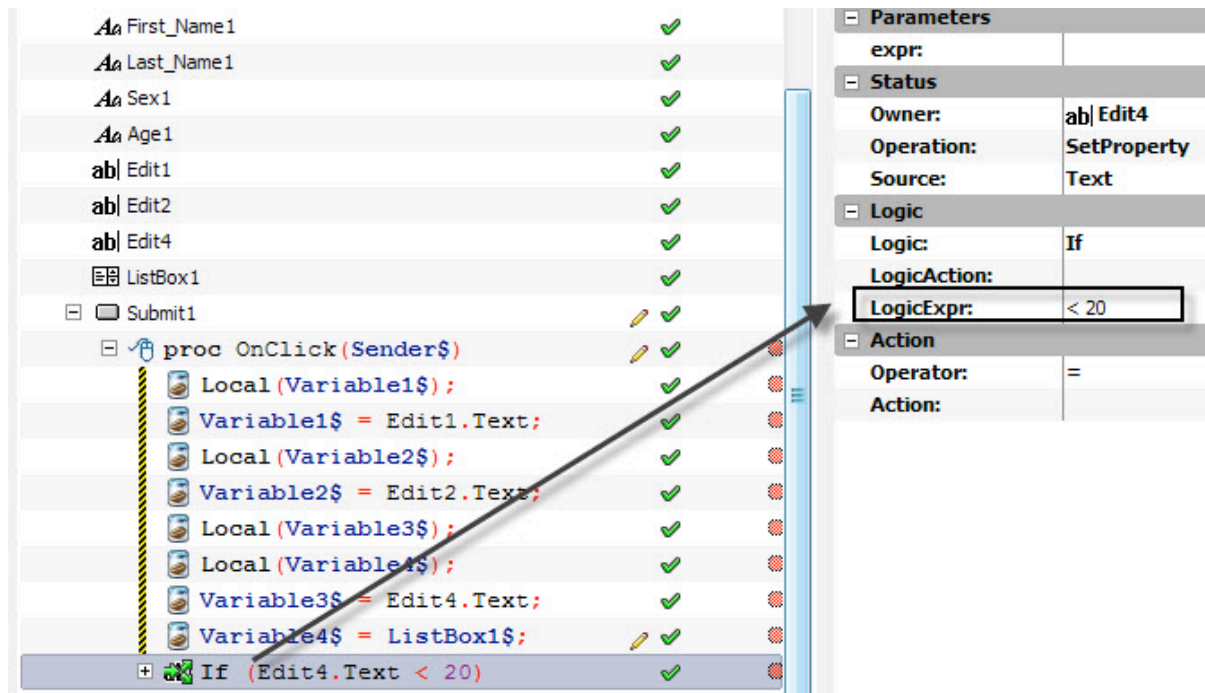 First_Name1
Last_Name1
Sex1
Age1
ab| Edit1
ab| Edit2
ab| Edit4
ListBox1
Submit1
proc OnClick(Sender$)
Local(Variable1$);
Variable1$ = Edit1.Text;
Local(Variable2$);
Variable2$ = Edit2.Text;
Local(Variable3$);
Local(Variable4$);
Variable3$ = Edit4.Text;
Variable4$ = ListBox1$;
If (Edit4.Text < 20)
Parameters
expr:
Status
Owner: ab| Edit4
Operation: SetProperty
Source: Text
Logic
Logic: If
LogicAction:
LogicExpr: < 20
Action
Operator: =
Action: